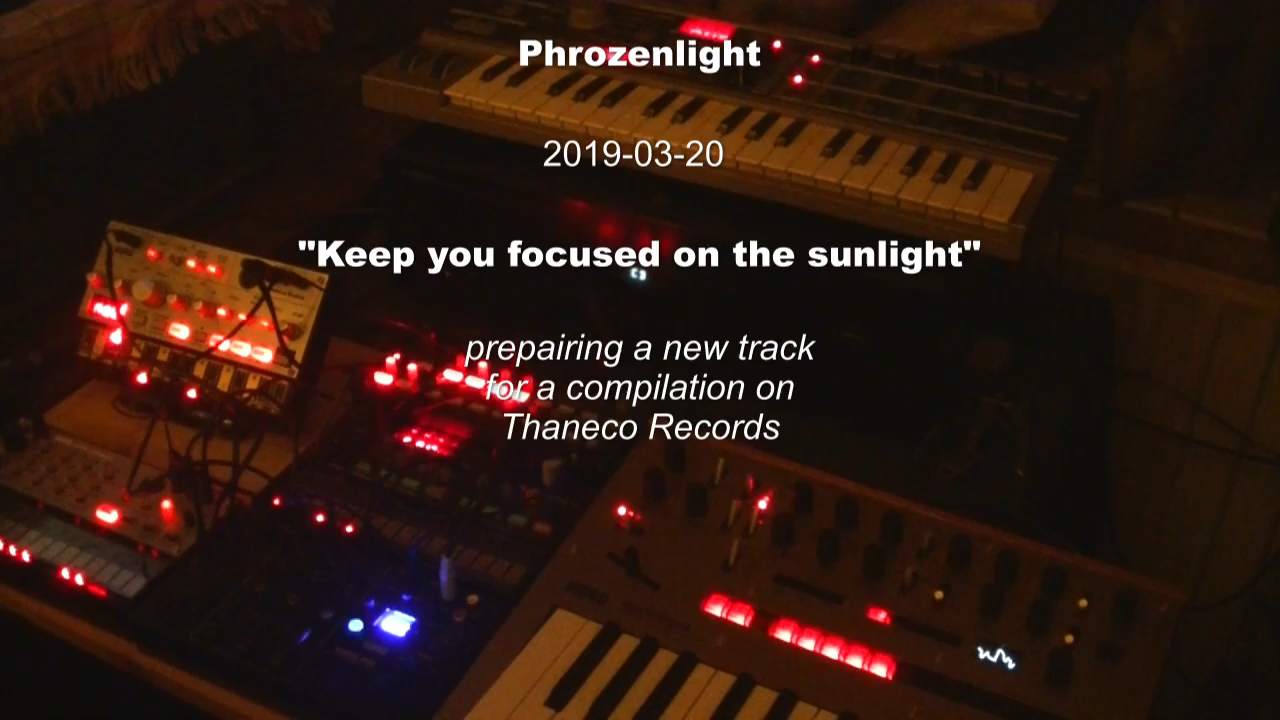 Phrozenlight
2019-03-20
"Keep you focused on the sunlight"
prepairing a new track
for a compilation on
Thaneco Records